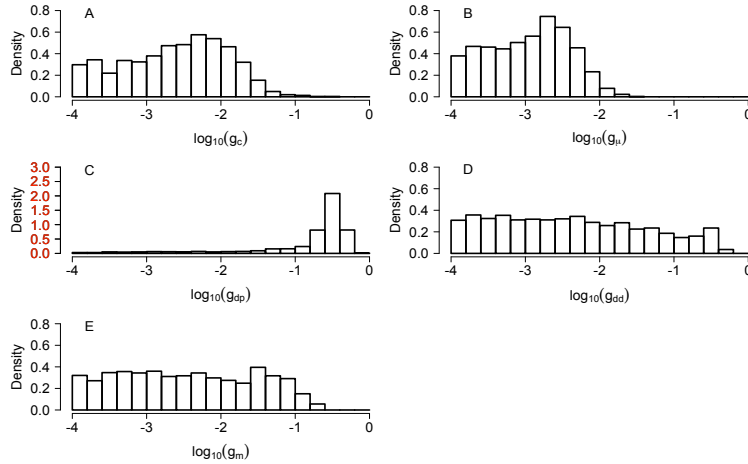 A
Density
0.8
0.6
0.4
0.2
0.0
-4 -3 -2 -1 0
log10(gc)
B
Density
0.8
0.6
0.4
0.2
0.0
-4 -3 -2 -1 0
log10(gμ)
C
Density
3.0
2.5
2.0
1.5
1.0
0.5
0.0
-4 -3 -2 -1 0
log10(gdp)
D
Density
0.8
0.6
0.4
0.2
0.0
-4 -3 -2 -1 0
log10(gdd)
E
Density
0.8
0.6
0.4
0.2
0.0
-4 -3 -2 -1 0
log10(gm)